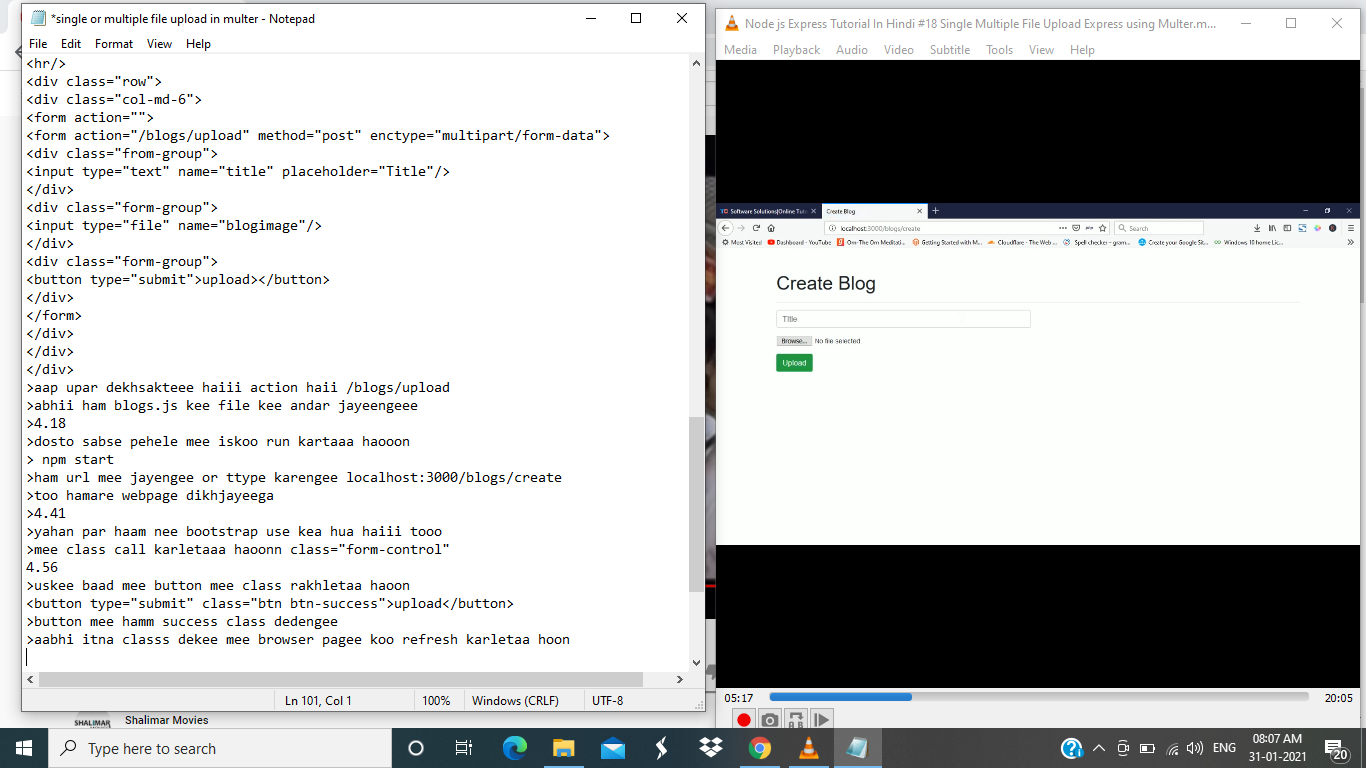 *single or multiple file upload in multer - Notepad
File Edit Format View Help
<hr/>
<div class="row">
<div class="col-md-6">
<form action="">
<form action="/blogs/upload" method="post" enctype="multipart/form-data">
<div class="from-group">
<input type="text" name="title" placeholder="Title"/>
</div>
<div class="form-group">
<input type="file" name="blogimage"/>
</div>
<div class="form-group">
<button type="submit">upload></button>
</div>
</form>
</div>
</div>
</div>
>aap upar dekhsakteee haiii action haii /blogs/upload
>abhii ham blogs.js kee file kee andar jayeengeee
>4.18
>dosto sabse pehele mee iskoo run kartaaa haooon
> npm start
>ham url mee jayengee or ttype karengee localhost:3000/blogs/create
>too hamare webpage dikhjayeega
>4.41
>yahan par haam nee bootstrap use kea hua haiii tooo
>mee class call karletaaa haoonn class="form-control"
4.56
>uskee baad mee button mee class rakhletaa haoon
<button type="submit" class="btn btn-success">upload</button>
>button mee hamm success class dedengee
>aabhi itna classs dekee mee browser pagee koo refresh karletaa hoon
Ln 101, Col 1 100% Windows (CRLF) UTF-8
SHALIMAR Shalimar Movies
Node js Express Tutorial In Hindi #18 Single Multiple File Upload Express using Multer.m...
Media Playback Audio Video Subtitle Tools View Help
Software Solutions|Online Tuto Create Blog
localhost:3000/blogs/create Search
Most Visited Dashboard - YouTube Om-The Om Meditati... Getting Started with M... Cloudflare - The Web ... Spell checker – gram... Create your Google Sit... Windows 10 home Lic...
Create Blog
Title
Browse... No file selected
Upload
05:17 20:05
Type here to search
ENG
08:07 AM
31-01-2021
20